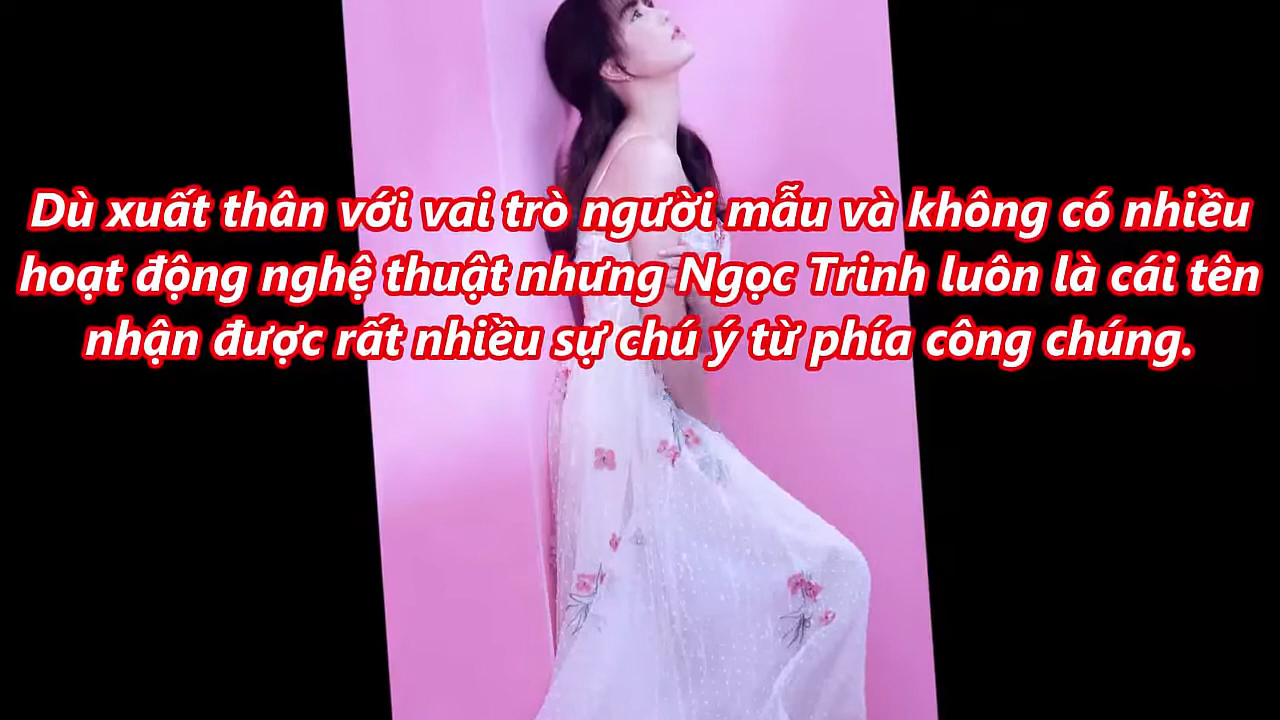 Dù xuất thân với vai trò người mẫu và không có nhiều
hoạt động nghệ thuật nhưng Ngọc Trinh luôn là cái tên
nhận được rất nhiều sự chú ý từ phía công chúng.